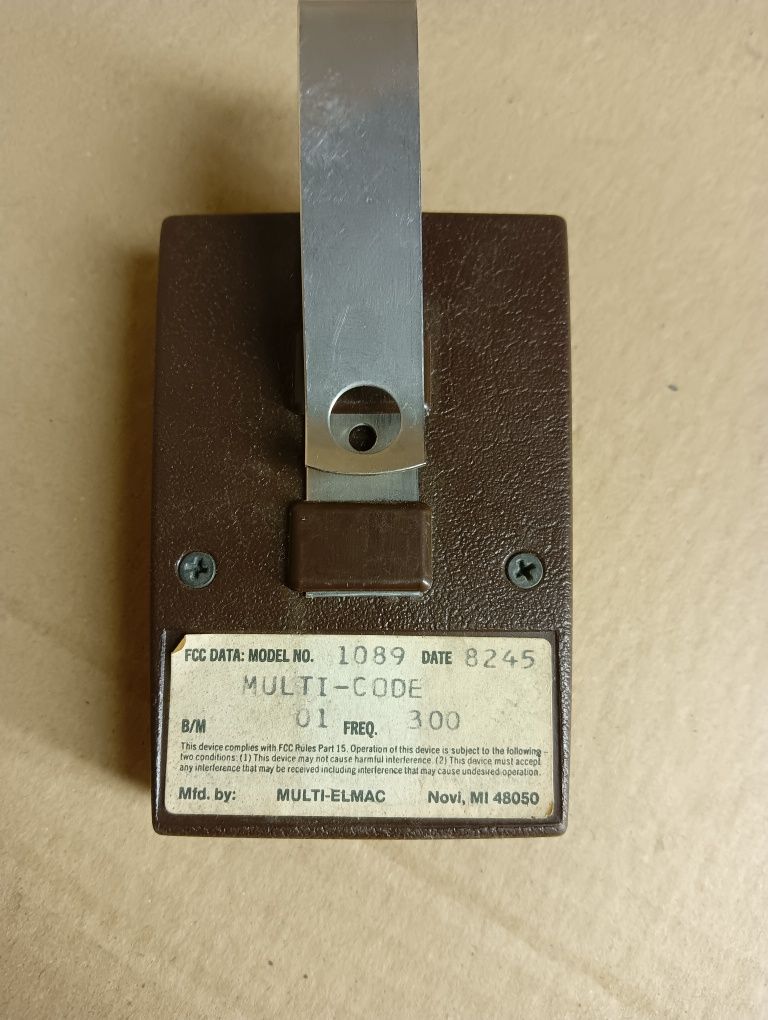 FCC DATA: MODEL NO. 1089 DATE 8245
MULTI-CODE
B/M 01 FREQ. 300
This device complies with FCC Rules Part 15. Operation of this device is subject to the following
two conditions: (1) This device may not cause harmful interference. (2) This device must accept
any interference that may be received including interference that may cause undesired operation.
Mfd. by: MULTI-ELMAC Novi, MI 48050